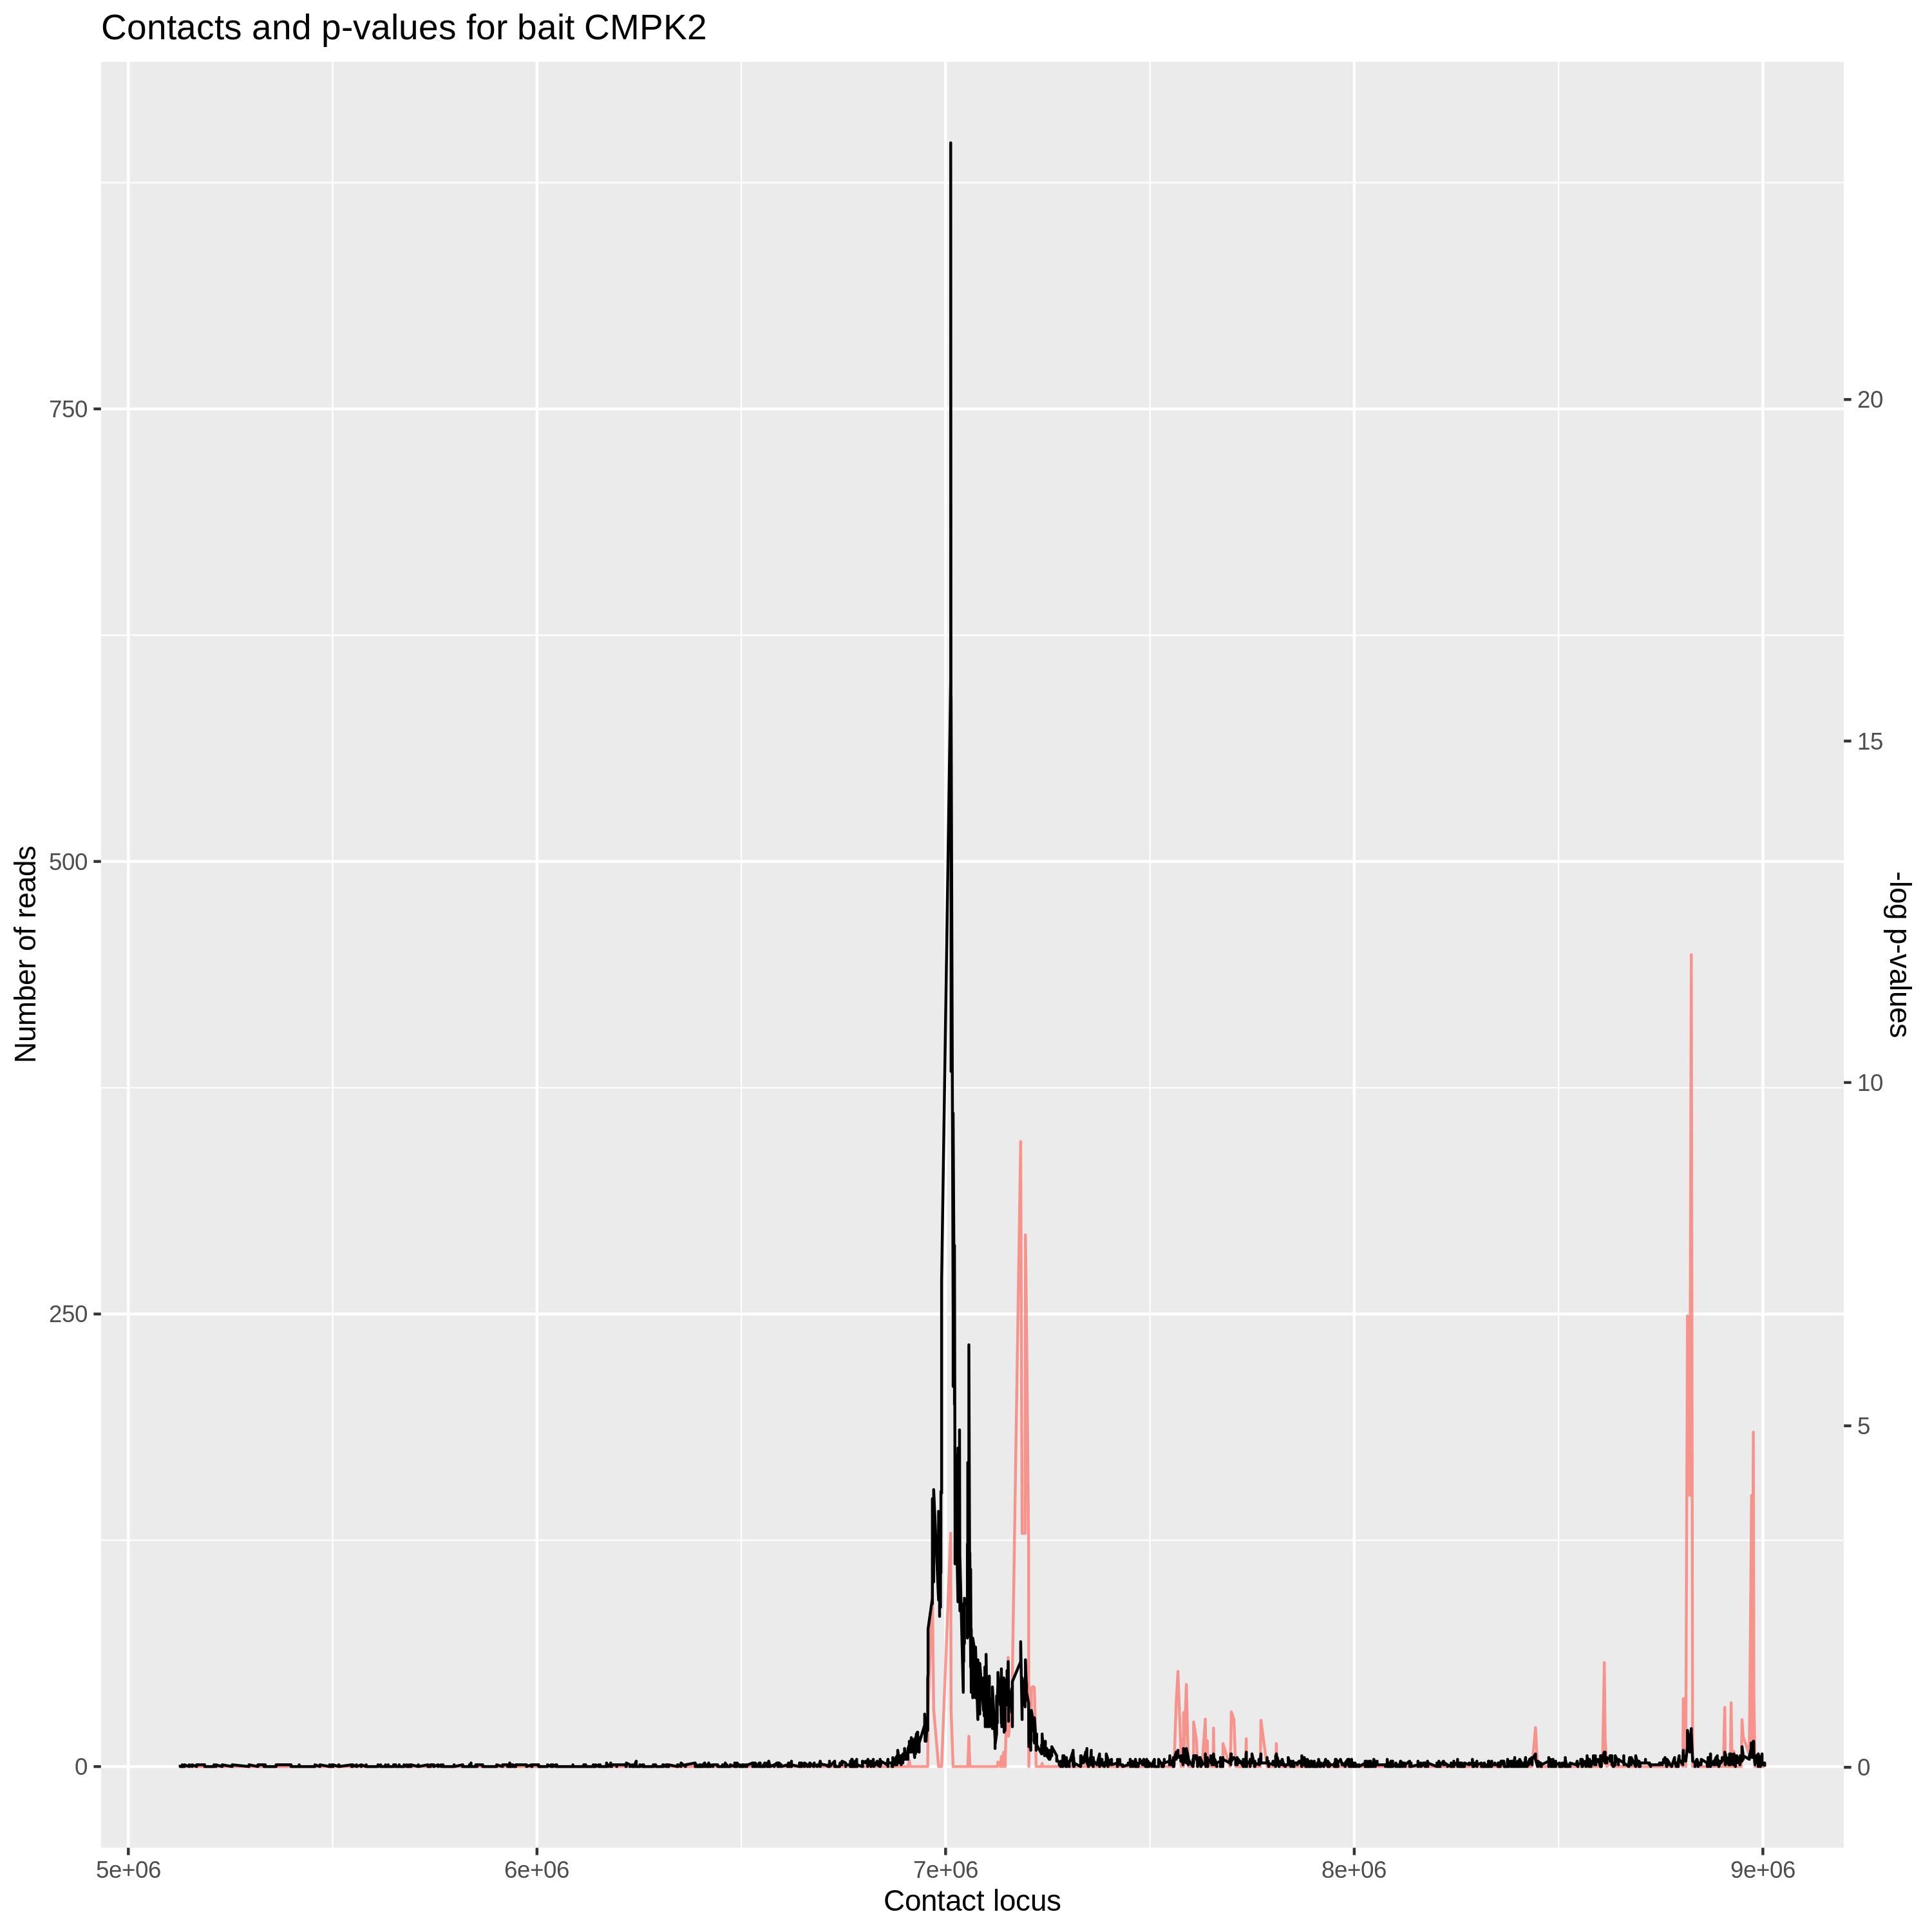 Contacts and p-values for bait CMPK2
Number of reads
750
500
250
0
20
15
10
5
0
-log p-values
5e+06 6e+06 7e+06 8e+06 9e+06
Contact locus